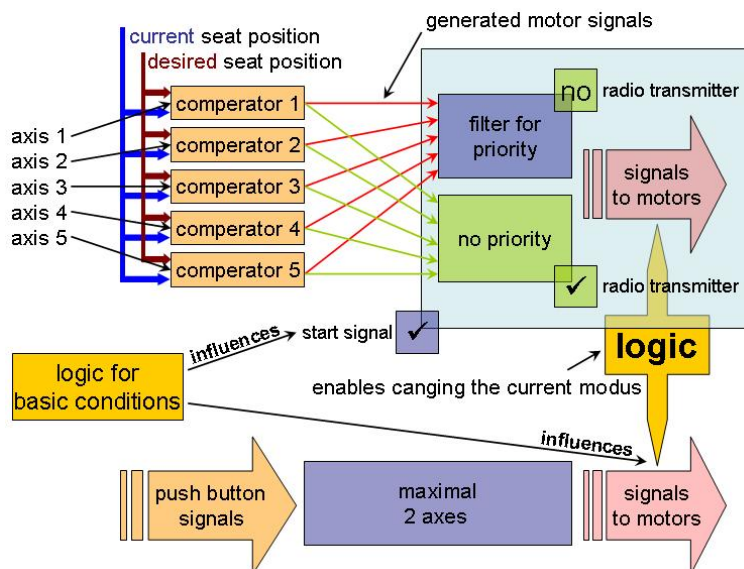 current seat position
desired seat position
generated motor signals
axis 1
axis 2
axis 3
axis 4
axis 5
comperator 1
comperator 2
comperator 3
comperator 4
comperator 5
filter for
priority
no
radio transmitter
signals
to motors
no priority
✓
radio transmitter
start signal
✓
influences
logic for
basic conditions
logic
enables canging the current modus
influences
push button
signals
maximal
2 axes
signals
to motors